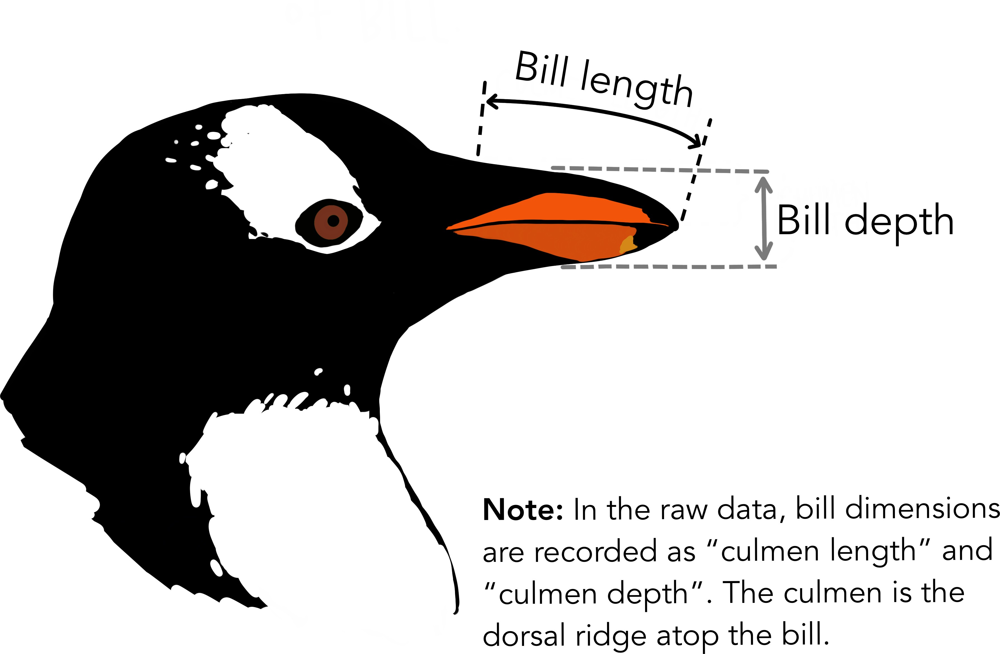 Bill length
Bill depth
Note: In the raw data, bill dimensions
are recorded as "culmen length" and
"culmen depth". The culmen is the
dorsal ridge atop the bill.